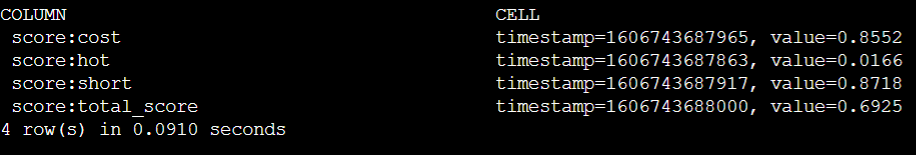 COLUMN CELL
score:cost timestamp=1606743687965, value=0.8552
score:hot timestamp=1606743687863, value=0.0166
score:short timestamp=1606743687917, value=0.8718
score:total_score timestamp=1606743688000, value=0.6925
4 row(s) in 0.0910 seconds